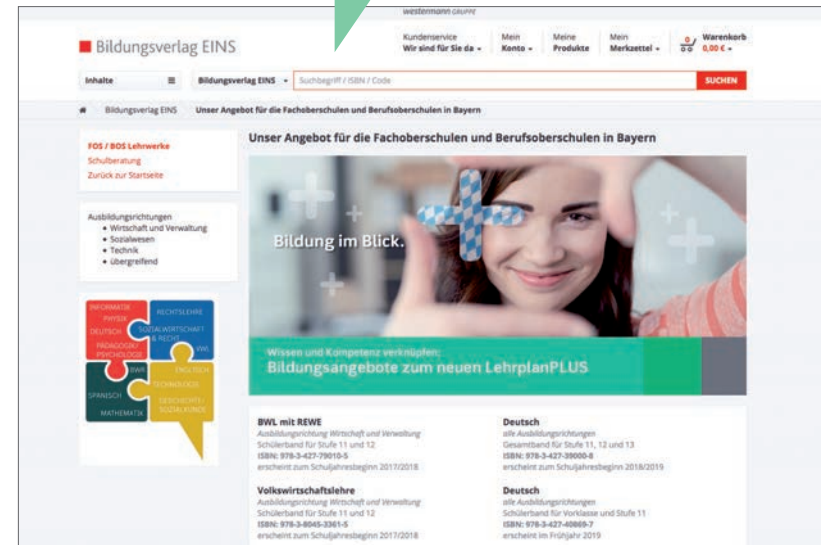 westermann GRUPPE
Bildungsverlag EINS
Kundenservice
Wir sind für Sie da
Mein
Konto
Meine
Produkte
Mein
Merkzettel
0
Warenkorb
0,00 €
Inhalte
Bildungsverlag EINS
Suchbegriff / ISBN / Code
SUCHEN
Bildungsverlag EINS
Unser Angebot für die Fachoberschulen und Berufsoberschulen in Bayern
FOS / BOS Lehrwerke
Schulberatung
Zurück zur Startseite
Ausbildungsrichtungen
• Wirtschaft und Verwaltung
• Sozialwesen
• Technik
• übergreifend
INFORMATIK
PHYSIK
DEUTSCH
PÄDAGOGIK/
PSYCHOLOGIE
RECHTSLEHRE
SOZIALWIRTSCHAFT
& RECHT
VWL
BWR
SPANISCH
MATHEMATIK
ENGLISCH
TECHNOLOGIE
GESCHICHTE/
SOZIALKUNDE
Unser Angebot für die Fachoberschulen und Berufsoberschulen in Bayern
Bildung im Blick.
Wissen und Kompetenz verknüpfen:
Bildungsangebote zum neuen LehrplanPLUS
BWL mit REWE
Ausbildungsrichtung Wirtschaft und Verwaltung
Schülerband für Stufe 11 und 12
ISBN: 978-3-427-79010-5
erscheint zum Schuljahresbeginn 2017/2018
Volkswirtschaftslehre
Ausbildungsrichtung Wirtschaft und Verwaltung
Schülerband für Stufe 11 und 12
ISBN: 978-3-8045-3361-5
erscheint zum Schuljahresbeginn 2017/2018
Deutsch
alle Ausbildungsrichtungen
Gesamtband für Stufe 11, 12 und 13
ISBN: 978-3-427-39000-8
erscheint zum Schuljahresbeginn 2018/2019
Deutsch
alle Ausbildungsrichtungen
Schülerband für Vorklasse und Stufe 11
ISBN: 978-3-427-40869-7
erscheint im Frühjahr 2019